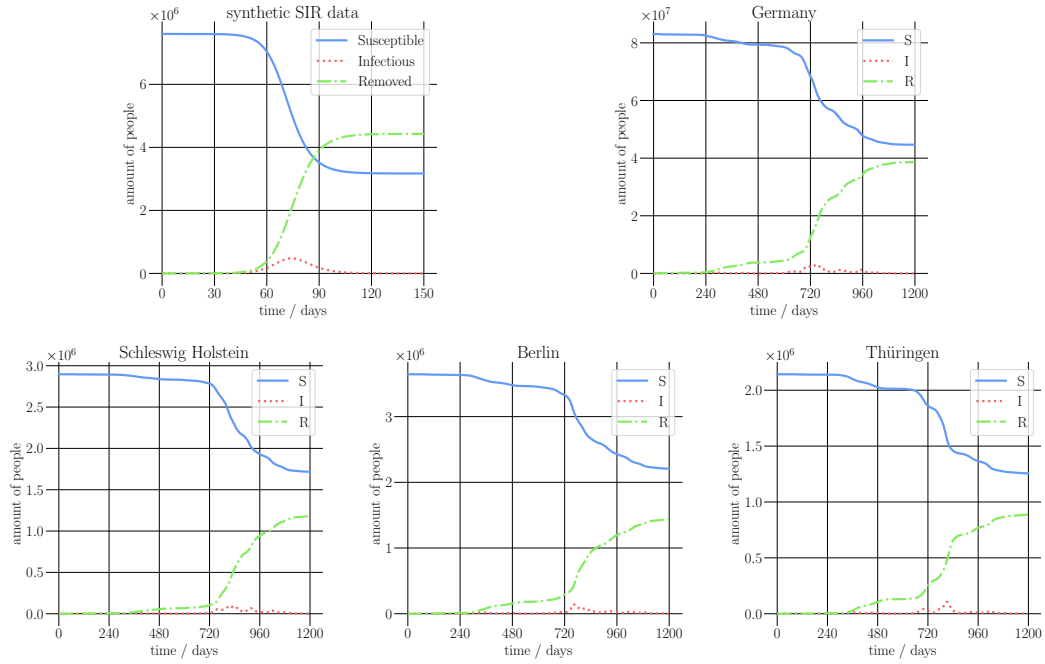 synthetic SIR data
×10⁶
Susceptible
Infectious
Removed
6
4
2
0
amount of people
0 30 60 90 120 150
time / days
Germany
×10⁷
S
I
R
8
6
4
2
0
amount of people
0 240 480 720 960 1200
time / days
Schleswig Holstein
×10⁶
S
I
R
3.0
2.5
2.0
1.5
1.0
0.5
0.0
amount of people
0 240 480 720 960 1200
time / days
Berlin
×10⁶
S
I
R
3
2
1
0
amount of people
0 240 480 720 960 1200
time / days
Thüringen
×10⁶
S
I
R
2.0
1.5
1.0
0.5
0.0
amount of people
0 240 480 720 960 1200
time / days